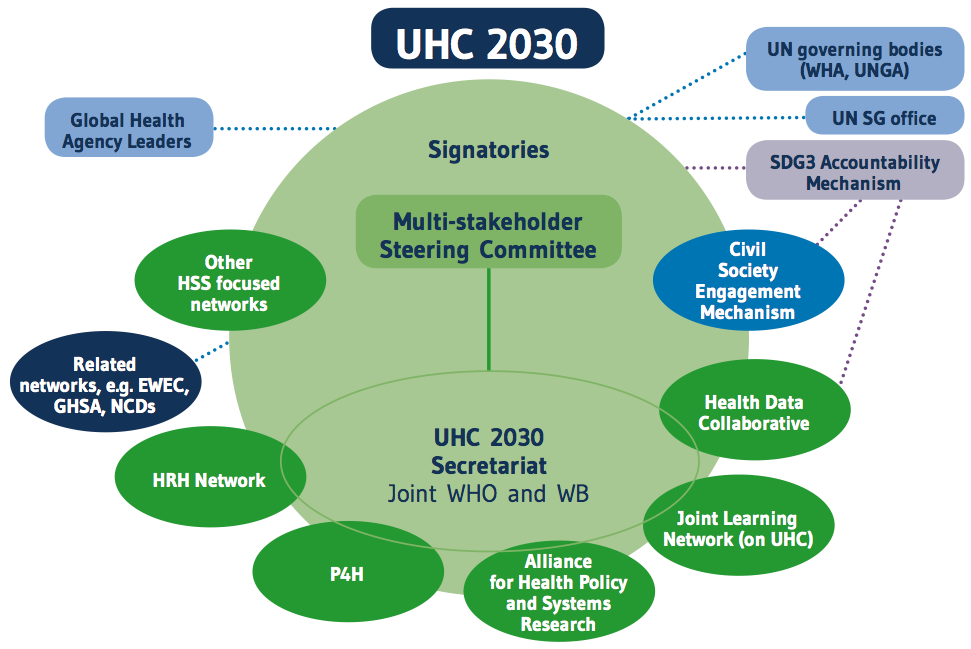 UHC 2030
UN governing bodies
(WHA, UNGA)
Global Health
Agency Leaders
UN SG office
Signatories
SDG3 Accountability
Mechanism
Multi-stakeholder
Steering Committee
Other
HSS focused
networks
Civil
Society
Engagement
Mechanism
Related
networks, e.g. EWEC,
GHSA, NCDs
Health Data
Collaborative
UHC 2030
Secretariat
Joint WHO and WB
HRH Network
Joint Learning
Network (on UHC)
P4H
Alliance
for Health Policy
and Systems
Research